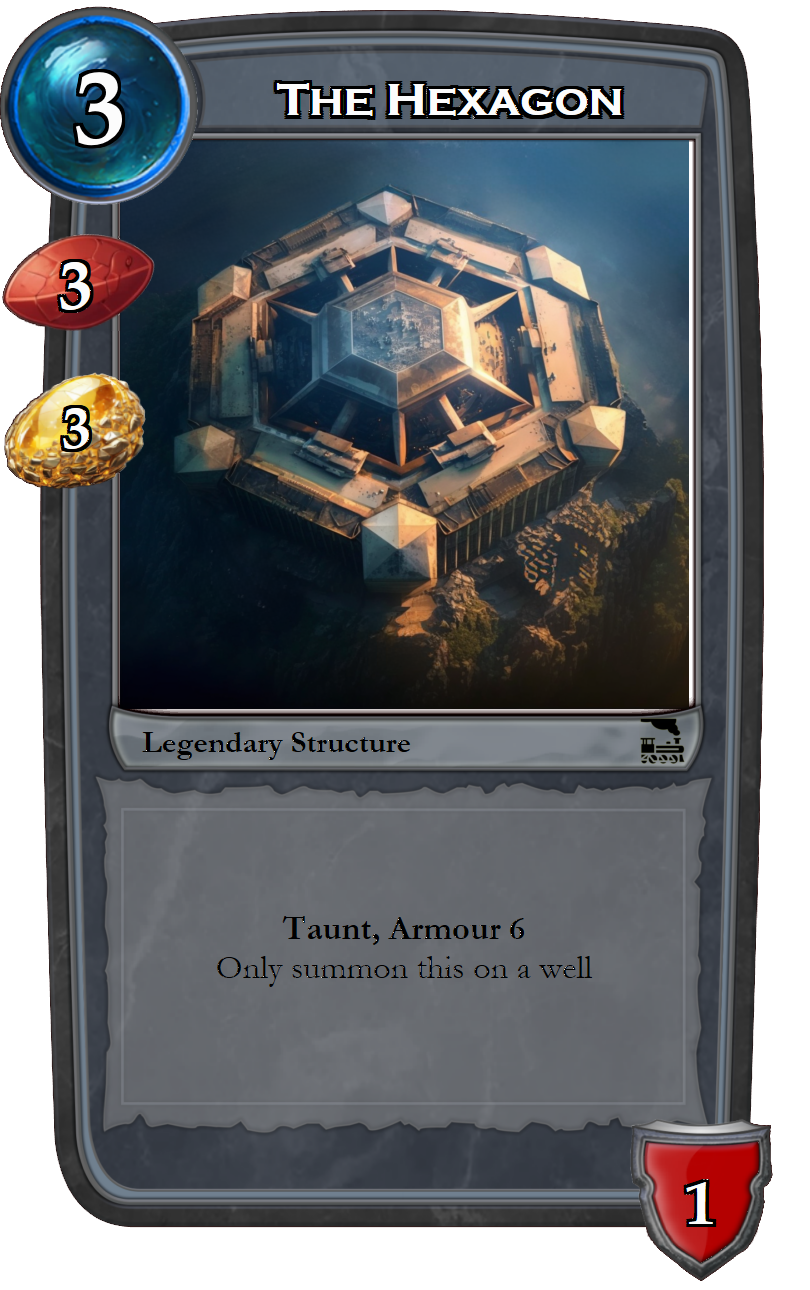 3
The Hexagon
3
3
Legendary Structure
Taunt, Armour 6
Only summon this on a well
1